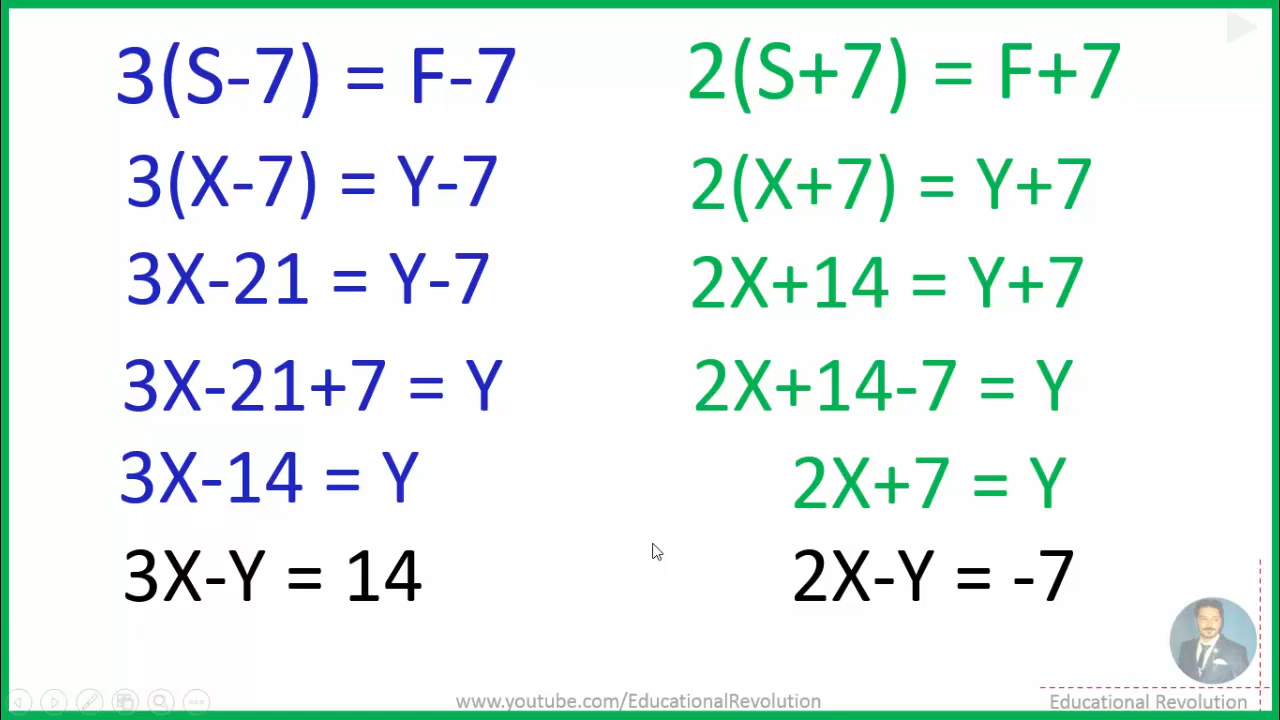 3(S-7) = F-7
3(X-7) = Y-7
3X-21 = Y-7
3X-21+7 = Y
3X-14 = Y
3X-Y = 14
2(S+7) = F+7
2(X+7) = Y+7
2X+14 = Y+7
2X+14-7 = Y
2X+7 = Y
2X-Y = -7
www.youtube.com/EducationalRevolution
Educational Revolution